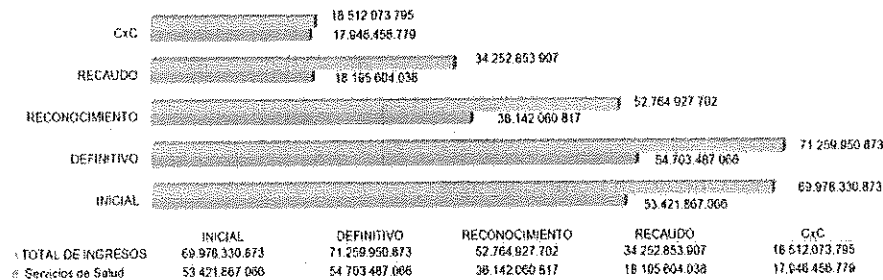 CxC
18.512.073.795
17.946.456.779
RECAUDO
34.252.853.907
18.195.604.038
RECONOCIMIENTO
52.764.927.702
36.142.060.817
DEFINITIVO
71.259.950.873
54.703.487.066
INICIAL
69.978.330.873
53.421.867.066
INICIAL DEFINITIVO RECONOCIMIENTO RECAUDO CxC
TOTAL DE INGRESOS 69.978.330.873 71.259.950.873 52.764.927.702 34.252.853.907 18.512.073.795
Servicios de Salud 53.421.867.066 54.703.487.066 36.142.060.817 18.195.604.038 17.946.456.779